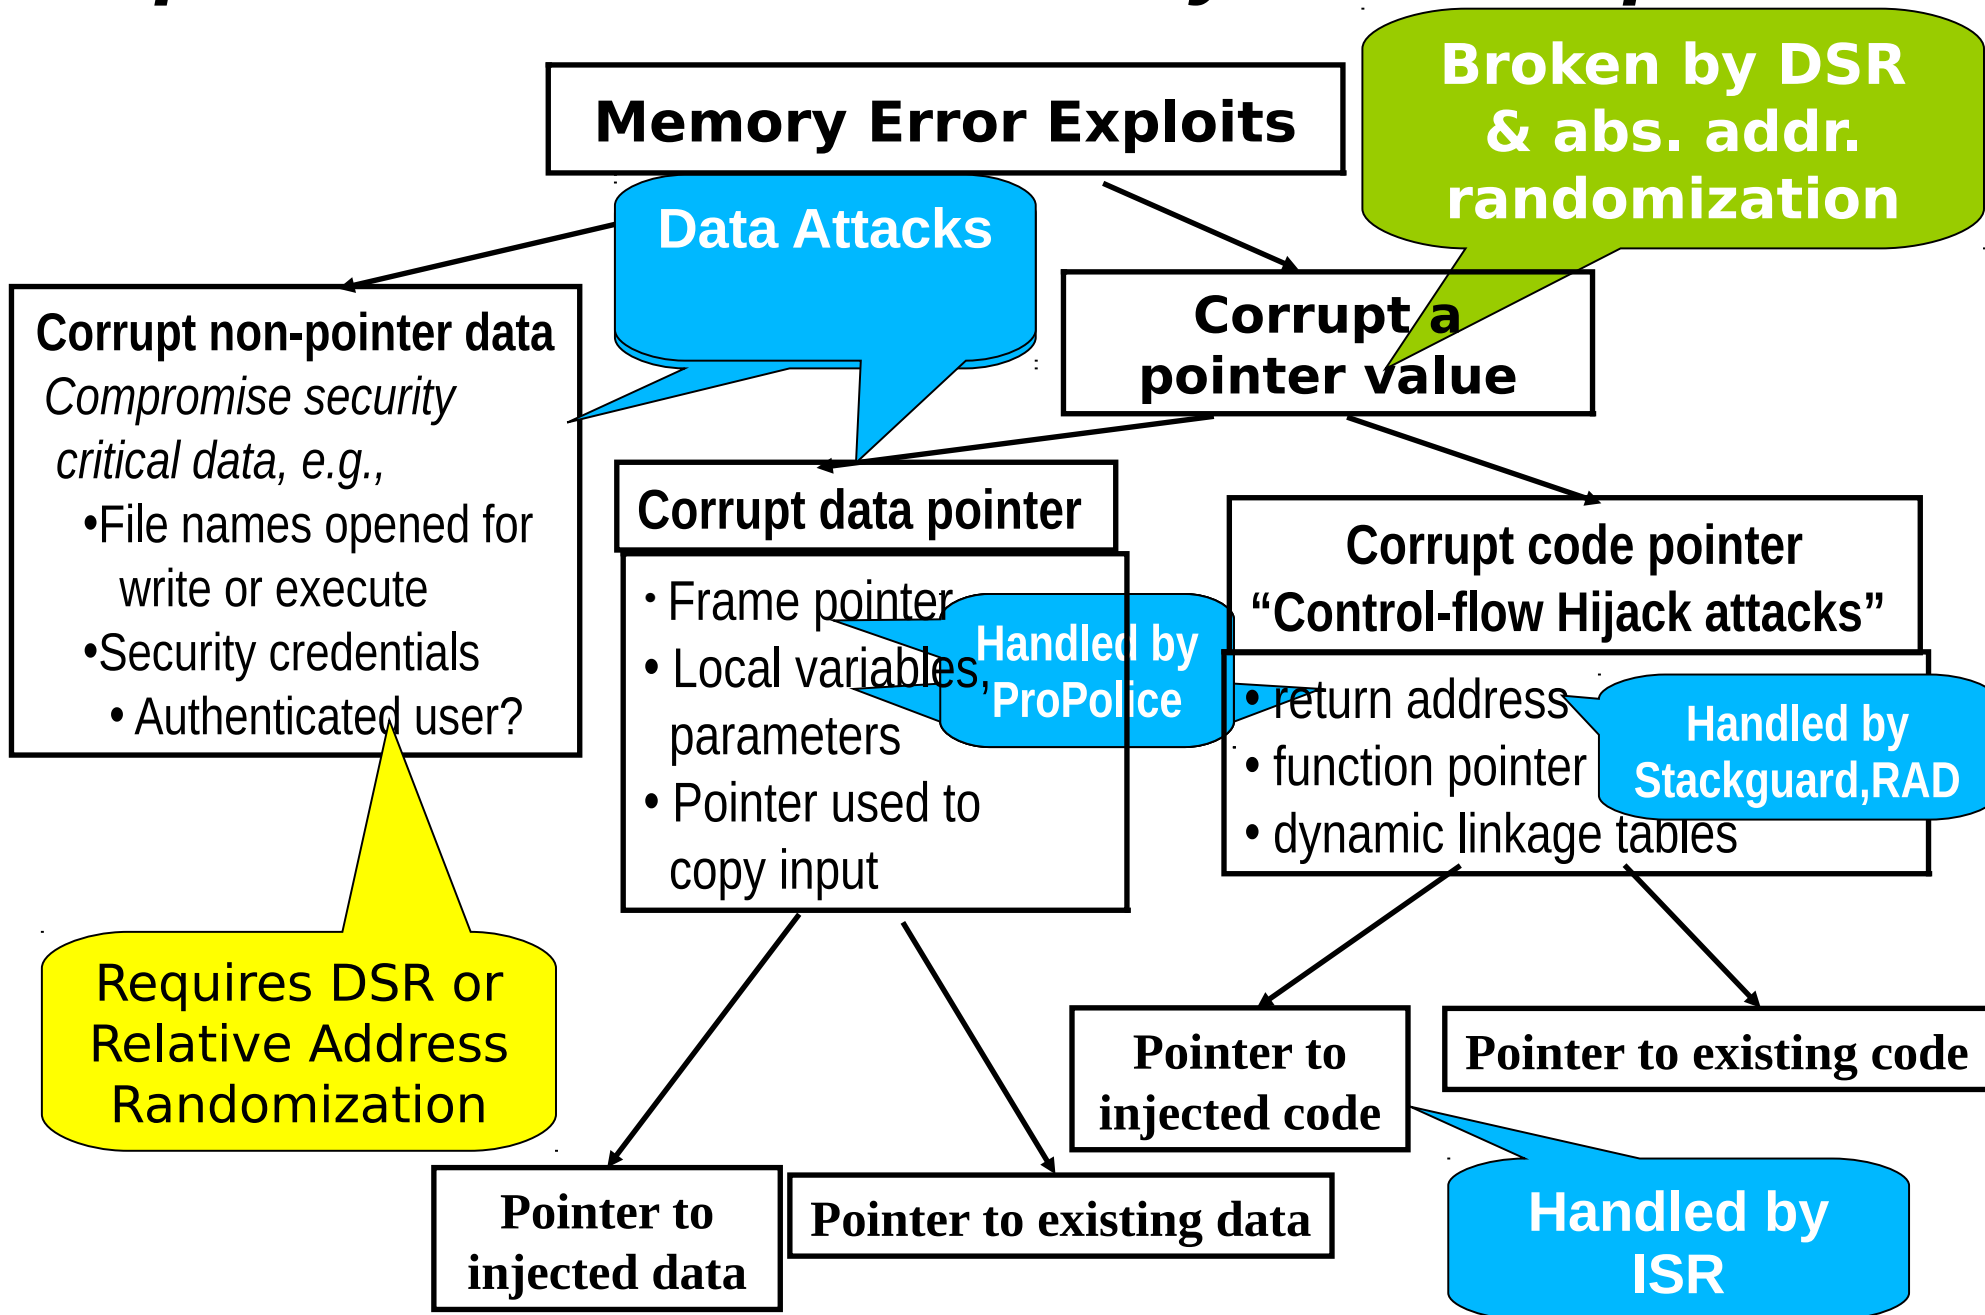 Memory Error Exploits
Broken by DSR
& abs. addr.
randomization
Data Attacks
Corrupt non-pointer data
Compromise security
critical data, e.g.,
•File names opened for
write or execute
•Security credentials
• Authenticated user?
Corrupt a
pointer value
Corrupt data pointer
• Frame pointer
• Local variables,
parameters
• Pointer used to
copy input
Handled by
ProPolice
Corrupt code pointer
“Control-flow Hijack attacks”
• return address
• function pointer
• dynamic linkage tables
Handled by
Stackguard,RAD
Requires DSR or
Relative Address
Randomization
Pointer to
injected code
Pointer to existing code
Pointer to
injected data
Pointer to existing data
Handled by
ISR